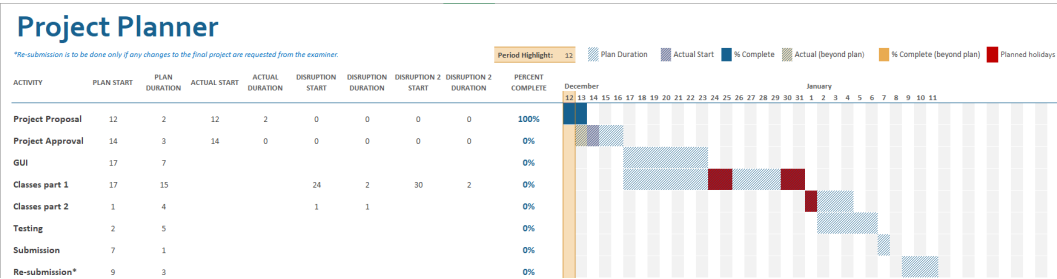 Project Planner
*Re-submission is to be done only if any changes to the final project are requested from the examiner.
Period Highlight: 12 Plan Duration Actual Start % Complete Actual (beyond plan) % Complete (beyond plan) Planned holidays
ACTIVITY PLAN START PLAN DURATION ACTUAL START ACTUAL DURATION DISRUPTION START DISRUPTION DURATION DISRUPTION 2 START DISRUPTION 2 DURATION PERCENT COMPLETE
December January
12 13 14 15 16 17 18 19 20 21 22 23 24 25 26 27 28 29 30 31 1 2 3 4 5 6 7 8 9 10 11
Project Proposal 12 2 12 2 0 0 0 0 100%
Project Approval 14 3 14 0 0 0 0 0 0%
GUI 17 7 0%
Classes part 1 17 15 24 2 30 2 0%
Classes part 2 1 4 1 1 0%
Testing 2 5 0%
Submission 7 1 0%
Re-submission* 9 3 0%